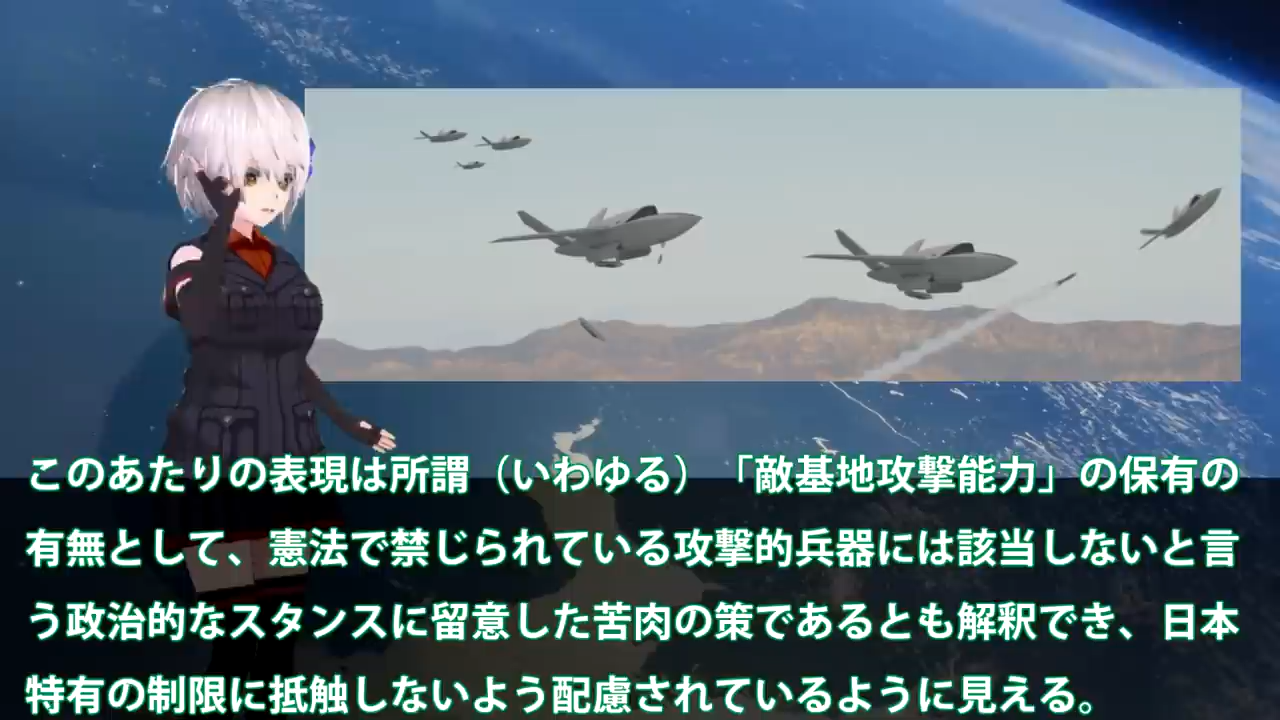 このあたりの表現は所謂（いわゆる）「敵基地攻撃能力」の保有の
有無として、憲法で禁じられている攻撃的兵器には該当しないと言
う政治的なスタンスに留意した苦肉の策であるとも解釈でき、日本
特有の制限に抵触しないよう配慮されているように見える。